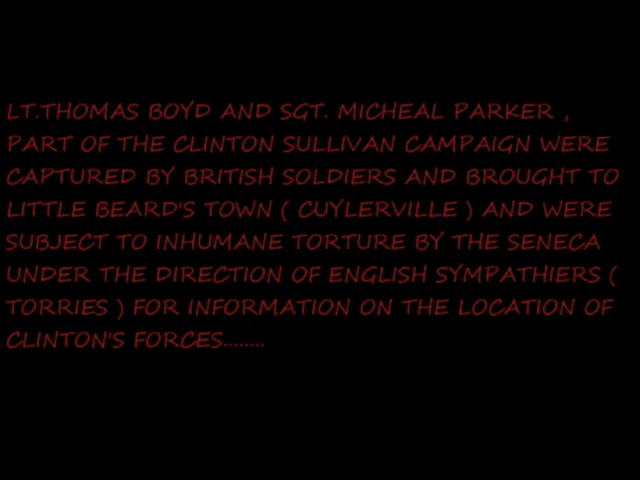 LT.THOMAS BOYD AND SGT. MICHEAL PARKER ,
PART OF THE CLINTON SULLIVAN CAMPAIGN WERE
CAPTURED BY BRITISH SOLDIERS AND BROUGHT TO
LITTLE BEARD'S TOWN ( CUYLERVILLE ) AND WERE
SUBJECT TO INHUMANE TORTURE BY THE SENECA
UNDER THE DIRECTION OF ENGLISH SYMPATHIERS (
TORRIES ) FOR INFORMATION ON THE LOCATION OF
CLINTON'S FORCES........